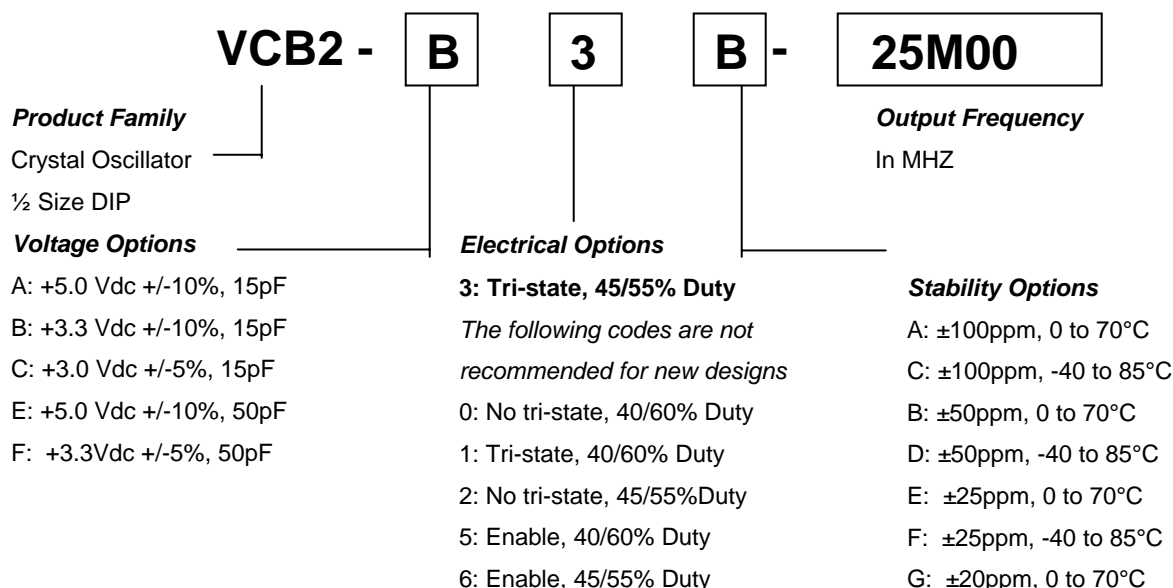 VCB2 - B 3 B - 25M00
Product Family
Crystal Oscillator
½ Size DIP
Voltage Options
A: +5.0 Vdc +/-10%, 15pF
B: +3.3 Vdc +/-10%, 15pF
C: +3.0 Vdc +/-5%, 15pF
E: +5.0 Vdc +/-10%, 50pF
F: +3.3Vdc +/-5%, 50pF
Electrical Options
3: Tri-state, 45/55% Duty
The following codes are not
recommended for new designs
0: No tri-state, 40/60% Duty
1: Tri-state, 40/60% Duty
2: No tri-state, 45/55%Duty
5: Enable, 40/60% Duty
6: Enable, 45/55% Duty
Output Frequency
In MHZ
Stability Options
A: ±100ppm, 0 to 70°C
C: ±100ppm, -40 to 85°C
B: ±50ppm, 0 to 70°C
D: ±50ppm, -40 to 85°C
E: ±25ppm, 0 to 70°C
F: ±25ppm, -40 to 85°C
G: ±20ppm, 0 to 70°C